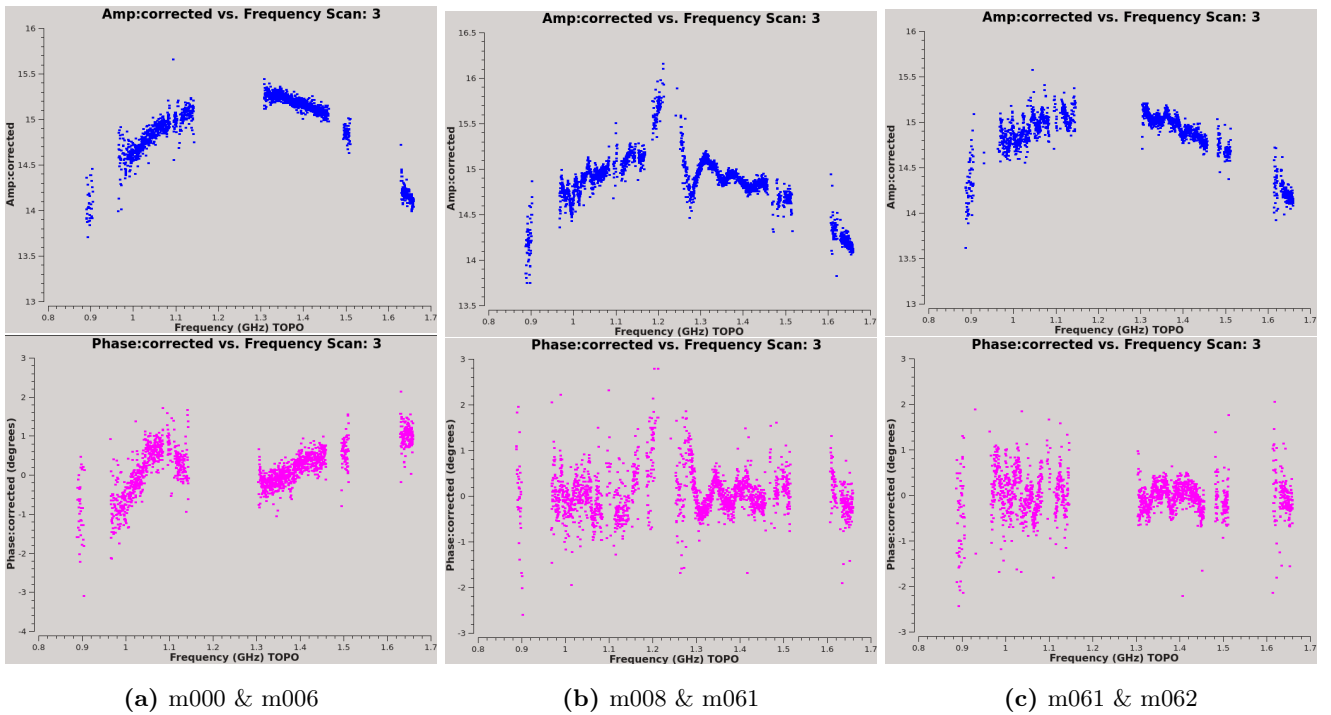 Amp:corrected vs. Frequency Scan: 3
Amp:corrected
16
15.5
15
14.5
14
13.5
13
0.8 0.9 1 1.1 1.2 1.3 1.4 1.5 1.6 1.7
Frequency (GHz) TOPO
Phase:corrected vs. Frequency Scan: 3
Phase:corrected (degrees)
3
2
1
0
-1
-2
-3
-4
0.8 0.9 1 1.1 1.2 1.3 1.4 1.5 1.6 1.7
Frequency (GHz) TOPO
(a) m000 & m006
Amp:corrected vs. Frequency Scan: 3
Amp:corrected
16.5
16
15.5
15
14.5
14
13.5
0.8 0.9 1 1.1 1.2 1.3 1.4 1.5 1.6 1.7
Frequency (GHz) TOPO
Phase:corrected vs. Frequency Scan: 3
Phase:corrected (degrees)
3
2
1
0
-1
-2
-3
0.8 0.9 1 1.1 1.2 1.3 1.4 1.5 1.6 1.7
Frequency (GHz) TOPO
(b) m008 & m061
Amp:corrected vs. Frequency Scan: 3
Amp:corrected
16
15.5
15
14.5
14
13.5
13
0.8 0.9 1 1.1 1.2 1.3 1.4 1.5 1.6 1.7
Frequency (GHz) TOPO
Phase:corrected vs. Frequency Scan: 3
Phase:corrected (degrees)
3
2
1
0
-1
-2
-3
0.8 0.9 1 1.1 1.2 1.3 1.4 1.5 1.6 1.7
Frequency (GHz) TOPO
(c) m061 & m062